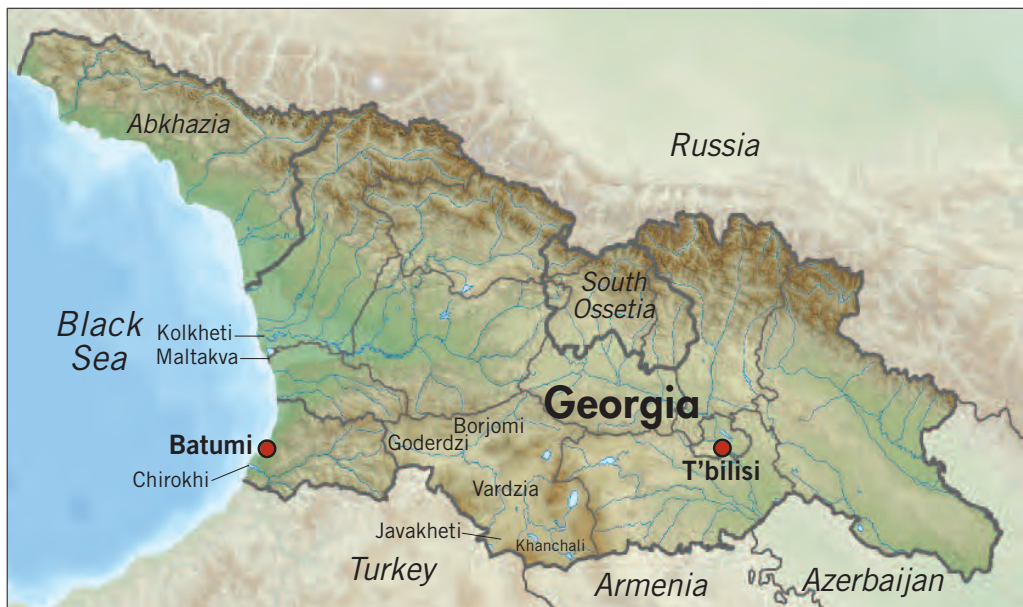 Abkhazia
Russia
South
Ossetia
Black
Sea
Kolkheti
Maltakva
Georgia
Borjomi
Goderdzi
Batumi
T'bilisi
Chirokhi
Vardzia
Javakheti
Khanchali
Turkey
Armenia
Azerbaijan